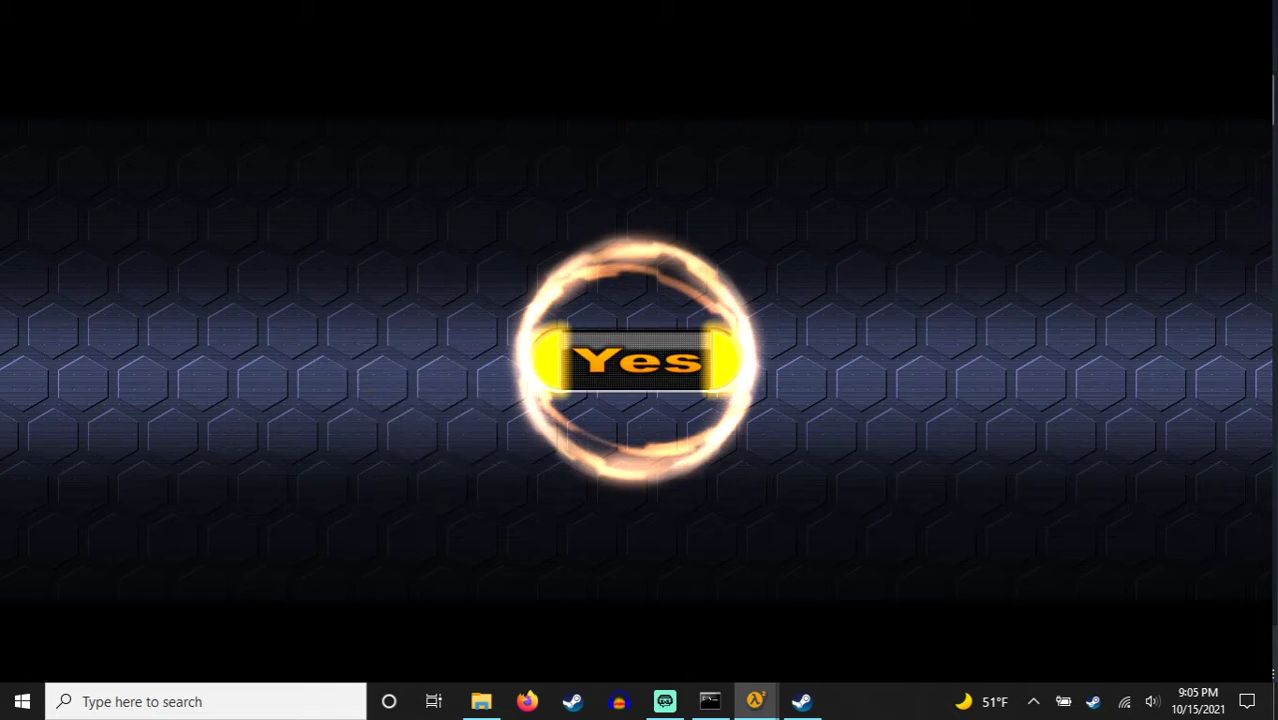 Yes
Type here to search
51°F
9:05 PM
10/15/2021